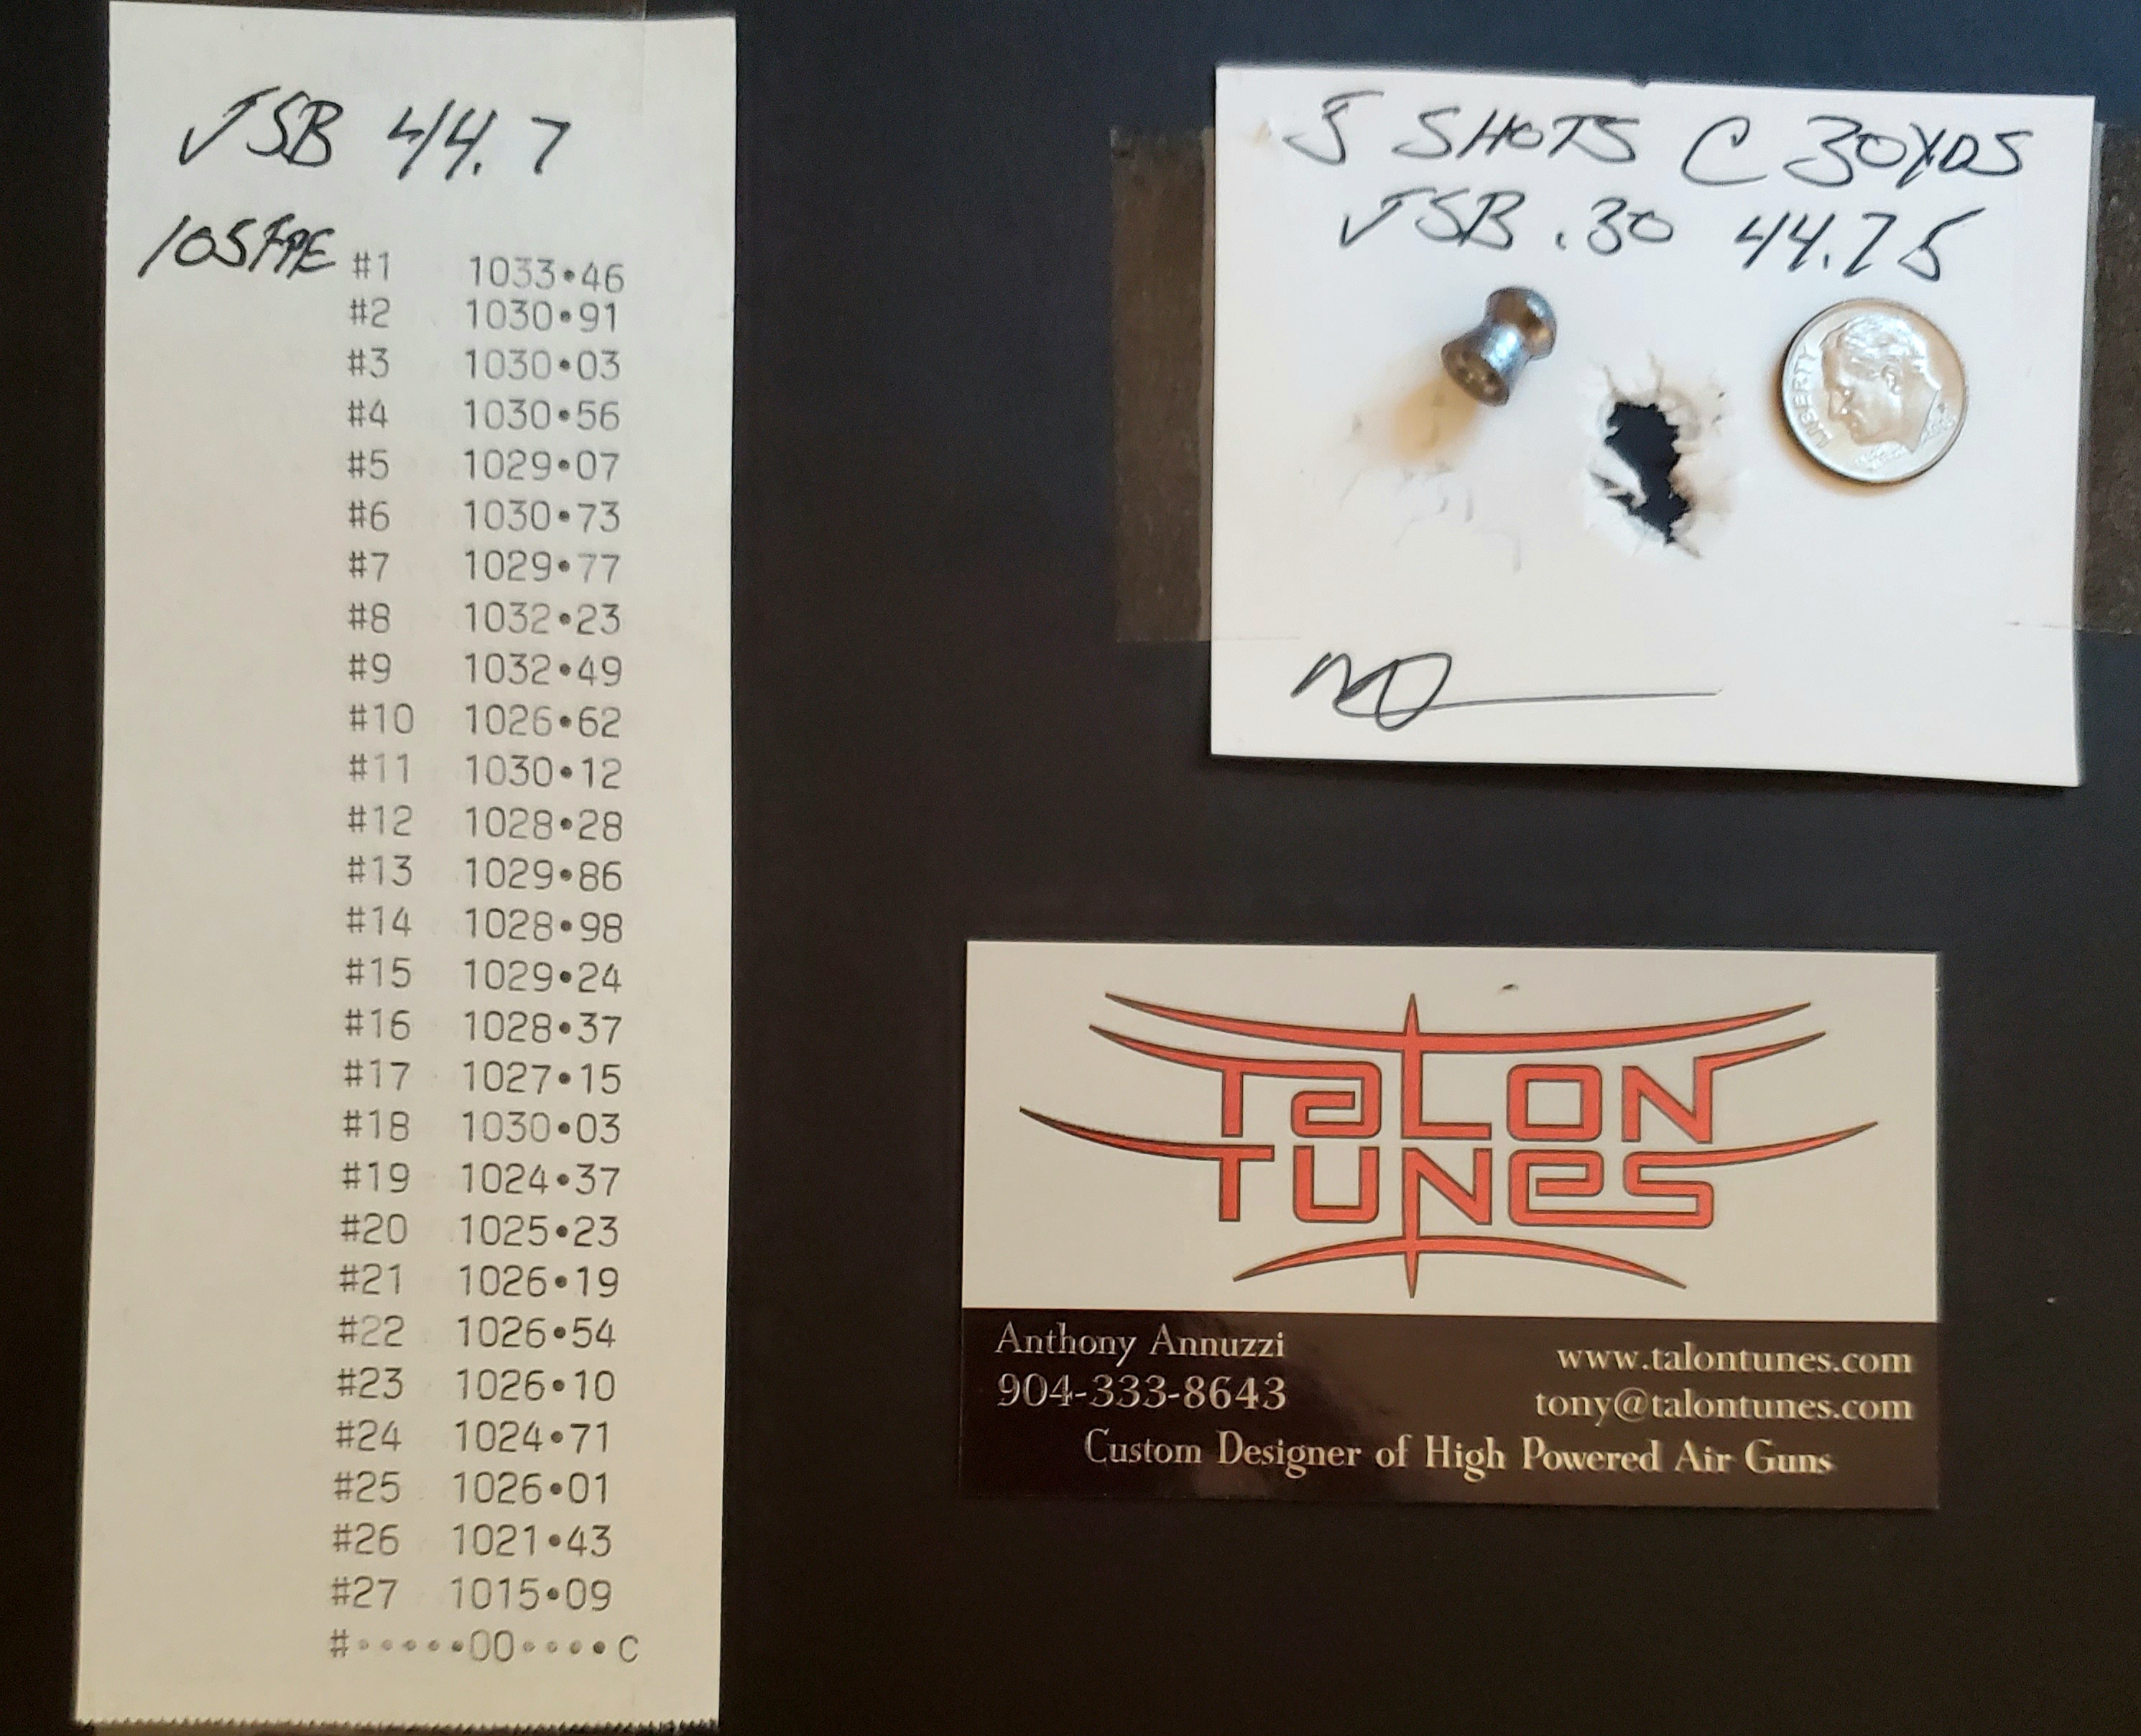 JSB 44.7
105FPE
#1 1033•46
#2 1030•91
#3 1030•03
#4 1030•56
#5 1029•07
#6 1030•73
#7 1029•77
#8 1032•23
#9 1032•49
#10 1026•62
#11 1030•12
#12 1028•28
#13 1029•86
#14 1028•98
#15 1029•24
#16 1028•37
#17 1027•15
#18 1030•03
#19 1024•37
#20 1025•23
#21 1026•19
#22 1026•54
#23 1026•10
#24 1024•71
#25 1026•01
#26 1021•43
#27 1015•09
#•••••00••••C
5 SHOTS C 30YDS
JSB .30 44.75
LIBERTY
TALON
TUNES
Anthony Annuzzi
904-333-8643
www.talontunes.com
tony@talontunes.com
Custom Designer of High Powered Air Guns